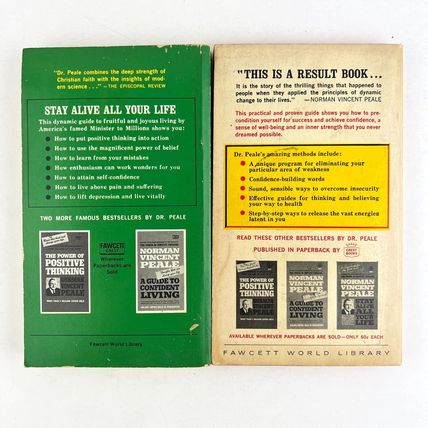 "Dr. Peale combines the deep strength of
Christian faith with the insights of mod-
ern science . . ." —THE EPISCOPAL REVIEW
STAY ALIVE ALL YOUR LIFE
This dynamic guide to fruitful and joyous living by
America's famed Minister to Millions shows you:
• How to put positive thinking into action
• How to use the magnificent power of belief
• How to learn from your mistakes
• How enthusiasm can work wonders for you
• How to attain self-confidence
• How to live above pain and suffering
• How to lift depression and live vitally
TWO MORE FAMOUS BESTSELLERS BY DR. PEALE
THE POWER OF
POSITIVE
THINKING
NORMAN
VINCENT
PEALE
FAWCETT
CREST
Wherever
Paperbacks are
Sold
NORMAN
VINCENT
PEALE
A GUIDE TO
CONFIDENT
LIVING
Fawcett World Library
"THIS IS A RESULT BOOK...
It is the story of the thrilling things that happened to
people when they applied the principles of dynamic
change to their lives." —NORMAN VINCENT PEALE
This practical and proven guide shows you how to pre-
condition yourself for success and achieve confidence, a
sense of well-being and an inner strength that you never
dreamed possible.
Dr. Peale's amazing methods include:
• A unique program for eliminating your
particular area of weakness
• Confidence-building words
• Sound, sensible ways to overcome insecurity
• Effective guides for thinking and believing
your way to health
• Step-by-step ways to release the vast energies
latent in you
READ THESE OTHER BESTSELLERS BY DR. PEALE
PUBLISHED IN PAPERBACK BY
CREST
BOOKS
THE POWER OF
POSITIVE
THINKING
NORMAN
VINCENT
PEALE
NORMAN
VINCENT
PEALE
A GUIDE TO
CONFIDENT
LIVING
NORMAN
VINCENT
PEALE
STAY
ALIVE
ALL YOUR
LIFE
AVAILABLE WHEREVER PAPERBACKS ARE SOLD—ONLY 60¢ EACH
FAWCETT WORLD LIBRARY